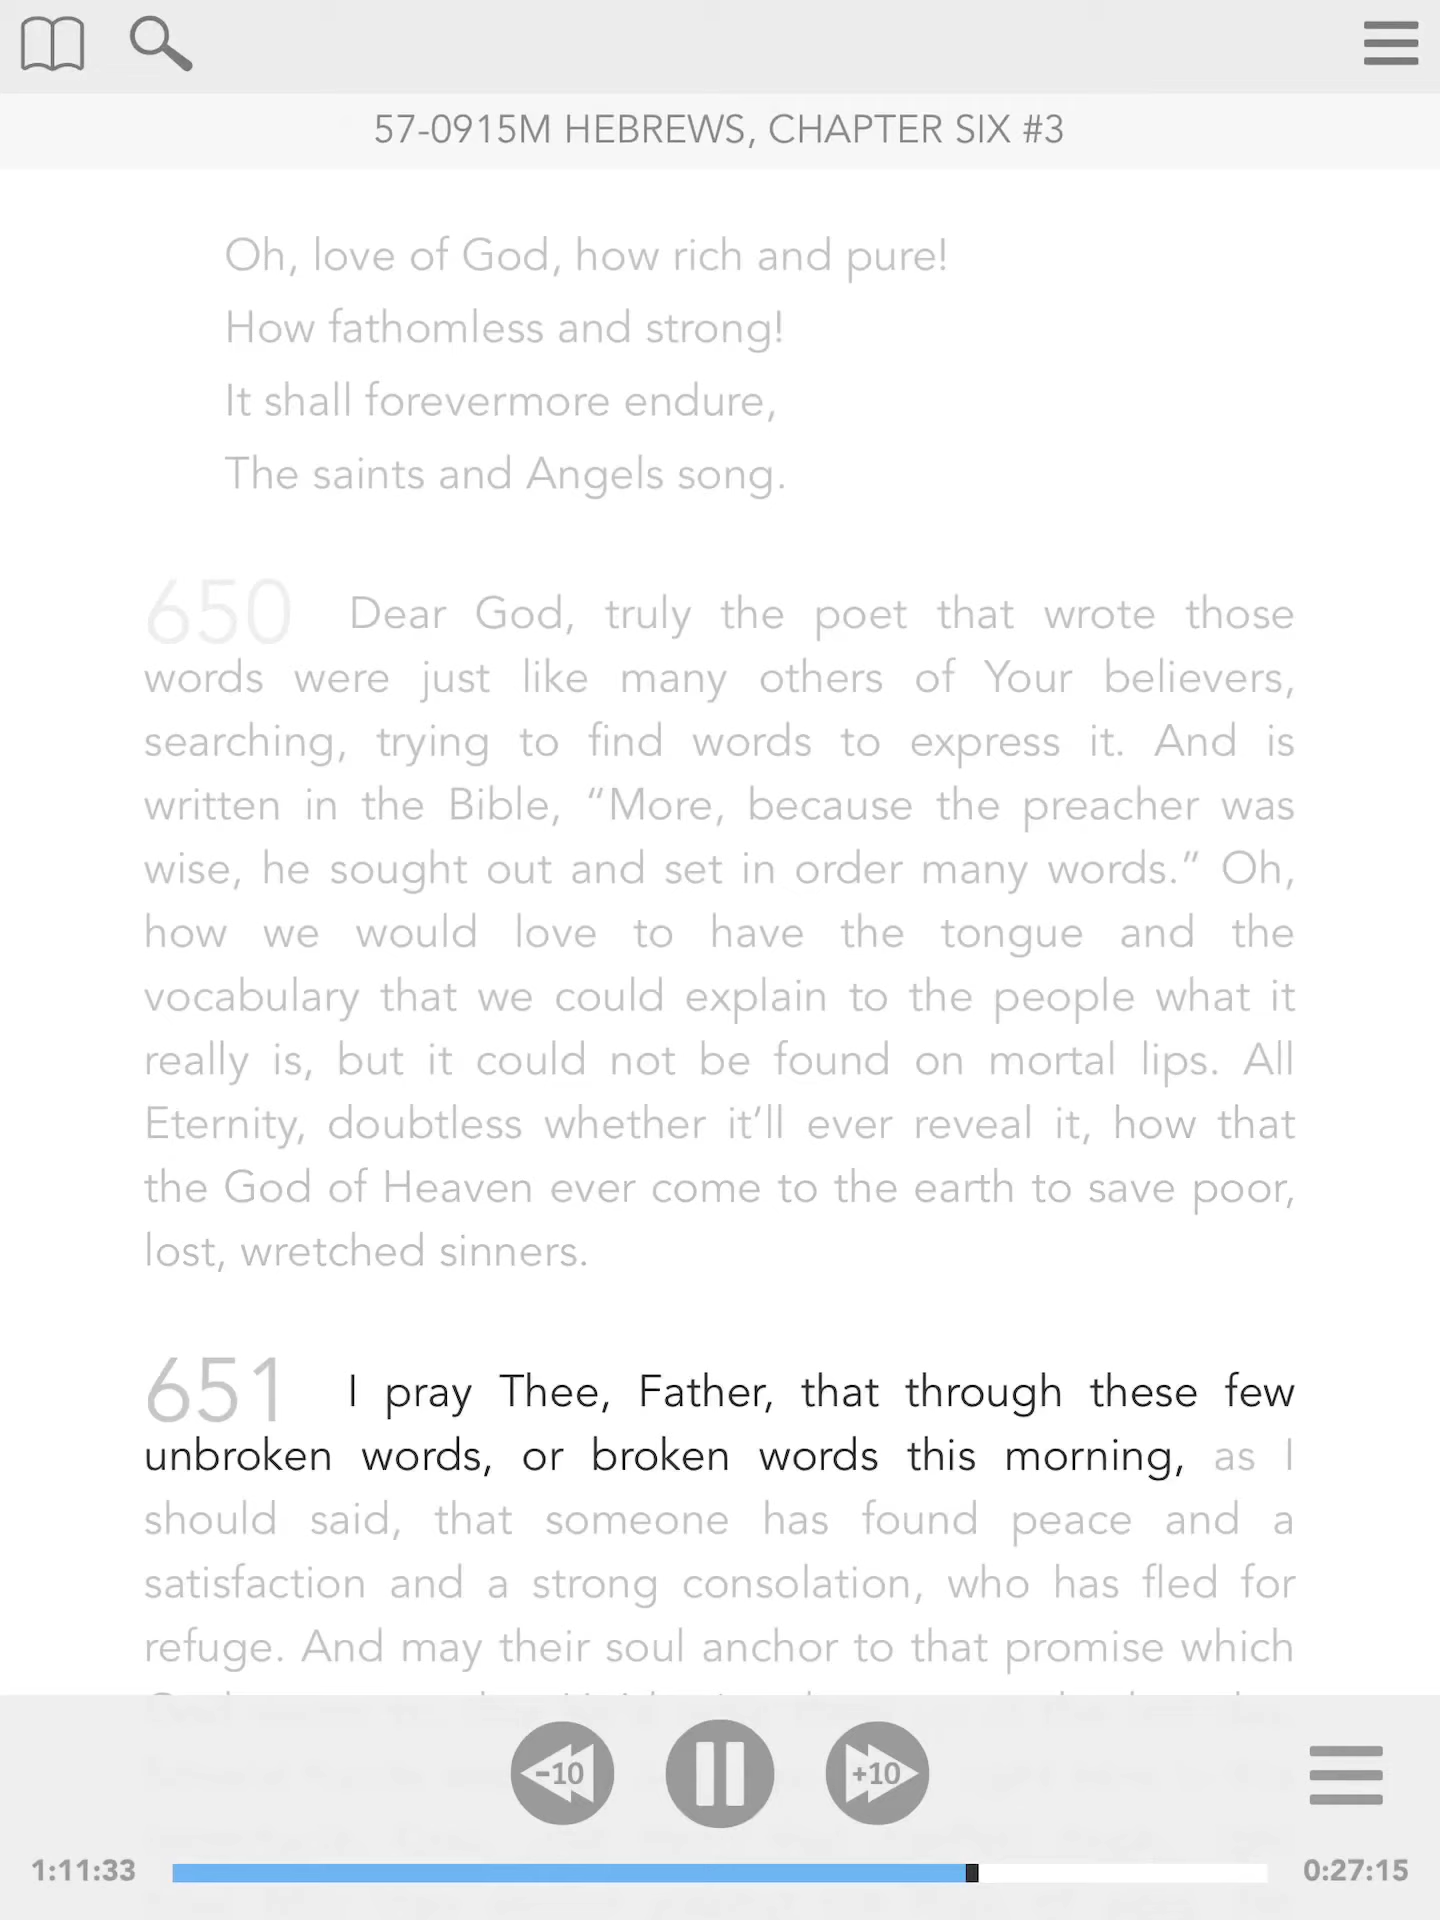 57-0915M HEBREWS, CHAPTER SIX #3
Oh, love of God, how rich and pure!
How fathomless and strong!
It shall forevermore endure,
The saints and Angels song.
650 Dear God, truly the poet that wrote those
words were just like many others of Your believers,
searching, trying to find words to express it. And is
written in the Bible, “More, because the preacher was
wise, he sought out and set in order many words.” Oh,
how we would love to have the tongue and the
vocabulary that we could explain to the people what it
really is, but it could not be found on mortal lips. All
Eternity, doubtless whether it’ll ever reveal it, how that
the God of Heaven ever come to the earth to save poor,
lost, wretched sinners.
651 I pray Thee, Father, that through these few
unbroken words, or broken words this morning, as I
should said, that someone has found peace and a
satisfaction and a strong consolation, who has fled for
refuge. And may their soul anchor to that promise which
-10 +10
1:11:33 0:27:15